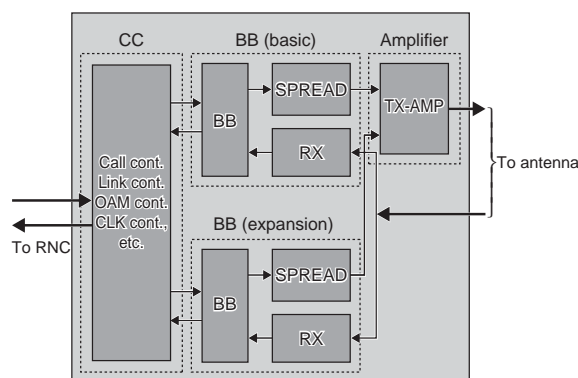 CC
BB (basic)
Amplifier
SPREAD
TX-AMP
BB
RX
Call cont.
Link cont.
OAM cont.
CLK cont.,
etc.
To antenna
To RNC
BB (expansion)
SPREAD
BB
RX